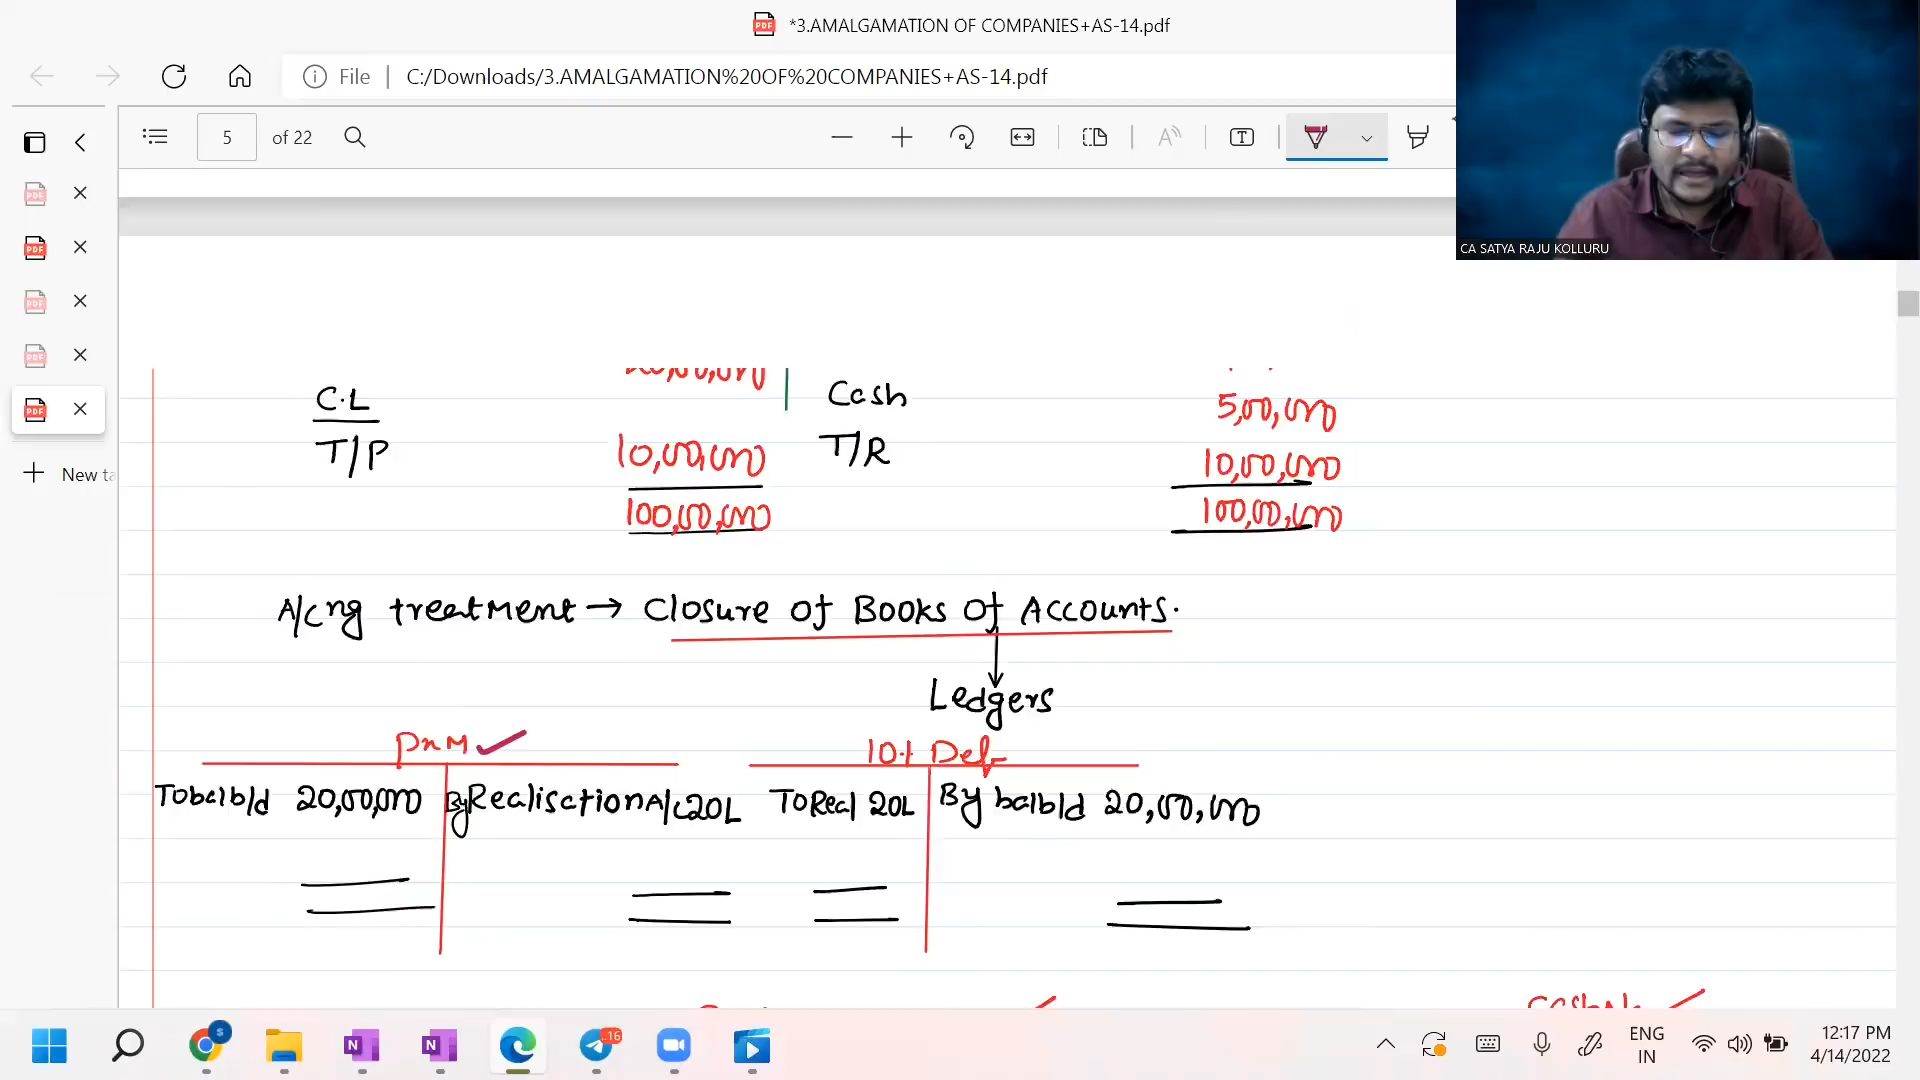 *3.AMALGAMATION OF COMPANIES+AS-14.pdf
File | C:/Downloads/3.AMALGAMATION%20OF%20COMPANIES+AS-14.pdf
5 of 22
CA SATYA RAJU KOLLURU
New ta
C.L
Cash 5,00,000
T/P 10,00,000 T/R 10,00,000
100,00,000 100,00,000
A/cng treatment → Closure of Books of Accounts.
Ledgers
PnM 10% Deb
To bal b/d 20,00,000 By Realisation A/c 20L To Real 20L By bal b/d 20,00,000
Cash
16
ENG
IN
12:17 PM
4/14/2022